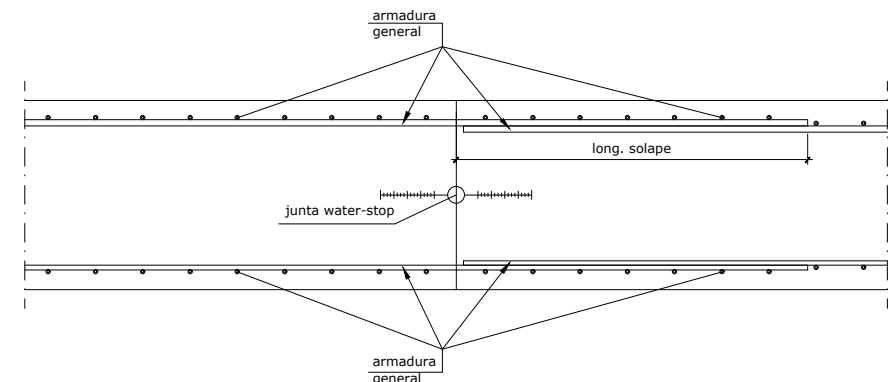 armadura
general
long. solape
junta water-stop
armadura
general